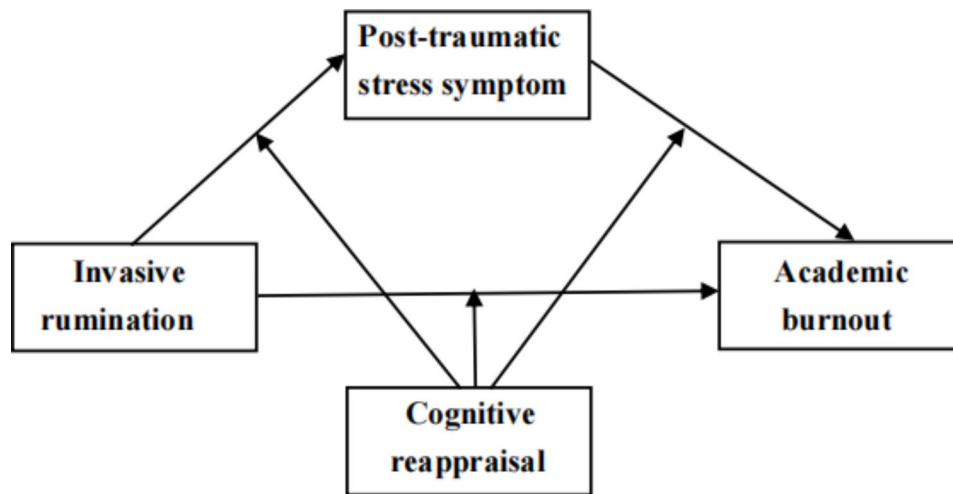 Post-traumatic
stress symptom
Invasive
rumination
Academic
burnout
Cognitive
reappraisal